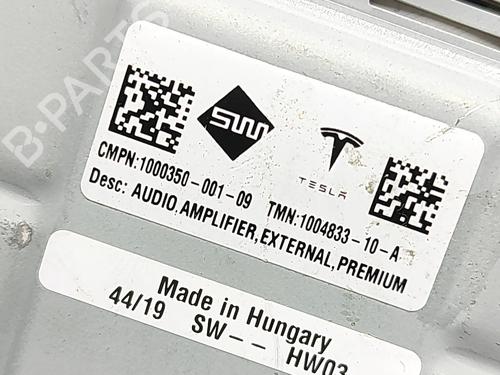 B-PARTS
SW
TESLA
CMPN:1000350-001-09
TMN:1004833-10-A
Desc: AUDIO AMPLIFIER,EXTERNAL,PREMIUM
Made in Hungary
44/19 SW-- HW03